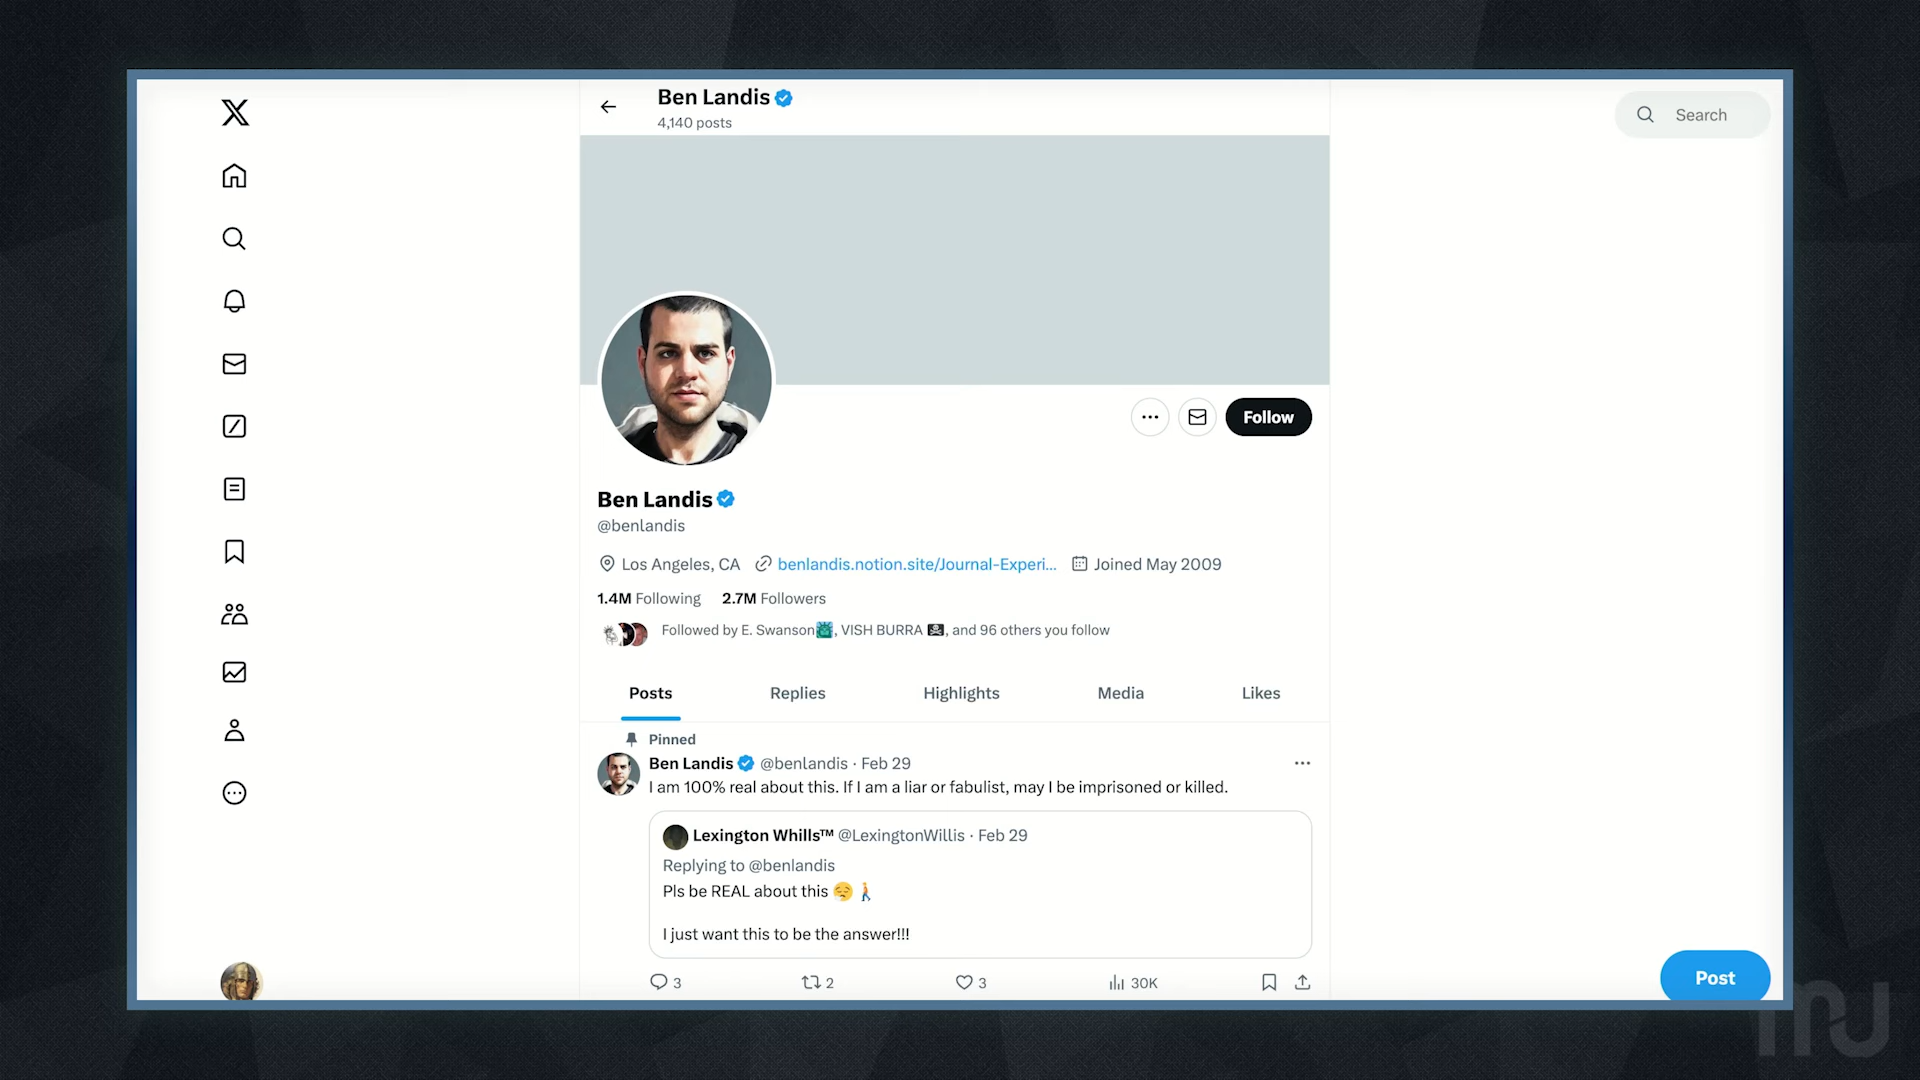 Ben Landis
4,140 posts
Search
Follow
Ben Landis
@benlandis
Los Angeles, CA benlandis.notion.site/Journal-Experi... Joined May 2009
1.4M Following 2.7M Followers
Followed by E. Swanson, VISH BURRA 🏴‍☠️, and 96 others you follow
Posts Replies Highlights Media Likes
Pinned
Ben Landis @benlandis · Feb 29
I am 100% real about this. If I am a liar or fabulist, may I be imprisoned or killed.
Lexington Whills™ @LexingtonWillis · Feb 29
Replying to @benlandis
Pls be REAL about this 😮‍💨🚶
I just want this to be the answer!!!
3 2 3 30K
Post